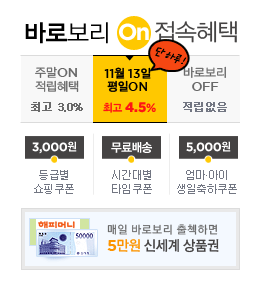 바로보리 On 접속혜택
단 하루!
주말ON
적립혜택
최고 3,0%
11월 13일
평일ON
최고 4.5%
바로보리
OFF
적립없음
3,000원
등급별
쇼핑쿠폰
무료배송
시간대별
타임쿠폰
5,000원
엄마·아이
생일축하쿠폰
해피머니
50000
매일 바로보리 출첵하면
5만원 신세계 상품권